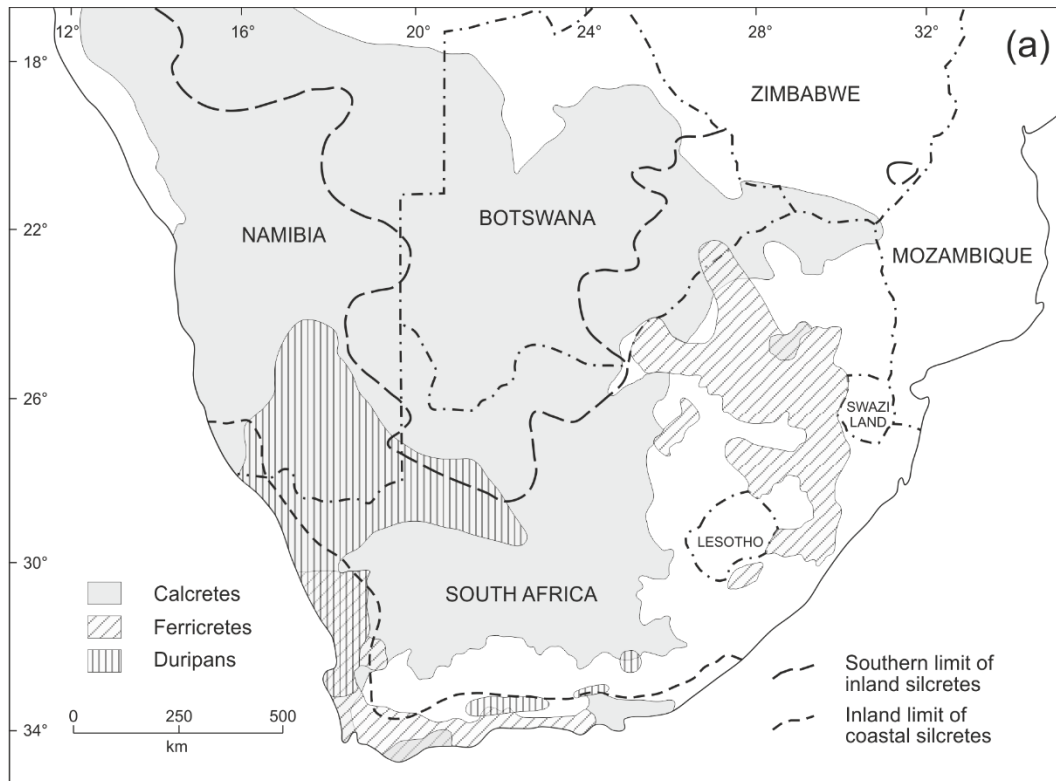 12° 16° 20° 24° 28° 32°
(a)
18°
ZIMBABWE
NAMIBIA
BOTSWANA
22°
MOZAMBIQUE
26°
SWAZI
LAND
LESOTHO
30°
SOUTH AFRICA
Calcretes
Ferricretes
Duripans
Southern limit of
inland silcretes
Inland limit of
coastal silcretes
0 250 500
km
34°